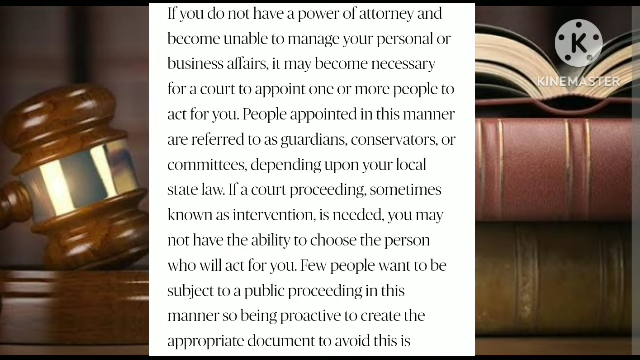 If you do not have a power of attorney and
become unable to manage your personal or
business affairs, it may become necessary
for a court to appoint one or more people to
act for you. People appointed in this manner
are referred to as guardians, conservators, or
committees, depending upon your local
state law. If a court proceeding, sometimes
known as intervention, is needed, you may
not have the ability to choose the person
who will act for you. Few people want to be
subject to a public proceeding in this
manner so being proactive to create the
appropriate document to avoid this is
K
KINEMASTER